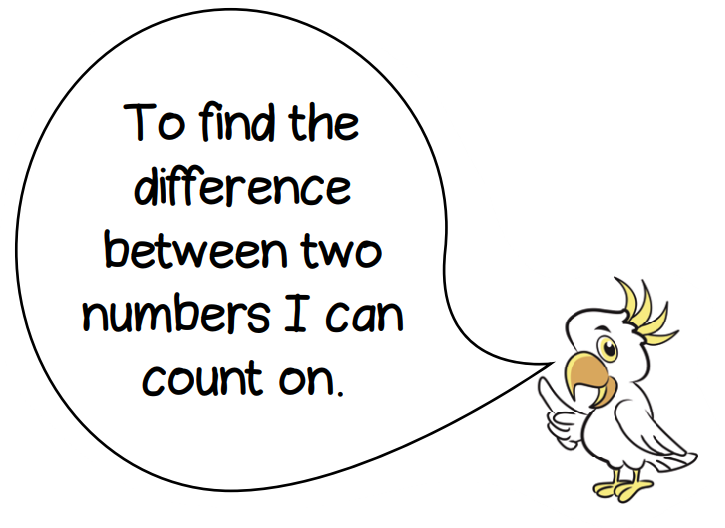 To find the
difference
between two
numbers I can
count on.